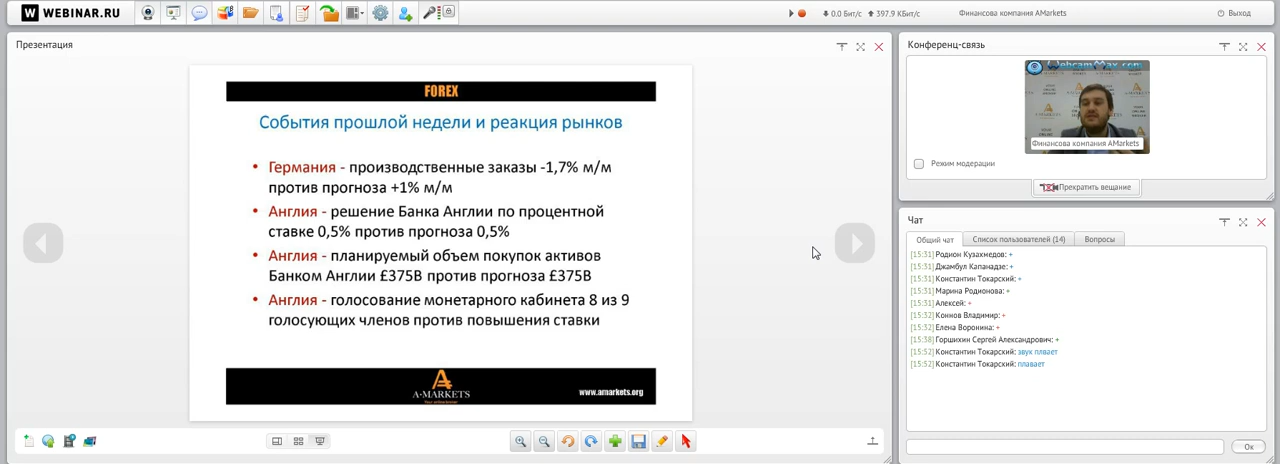 W WEBINAR.RU
0.0 Бит/с 397.9 КБит/с
Финансова компания AMarkets
Выход
Презентация
FOREX
События прошлой недели и реакция рынков
• Германия - производственные заказы -1,7% м/м
против прогноза +1% м/м
• Англия - решение Банка Англии по процентной
ставке 0,5% против прогноза 0,5%
• Англия - планируемый объем покупок активов
Банком Англии £375B против прогноза £375B
• Англия - голосование монетарного кабинета 8 из 9
голосующих членов против повышения ставки
A-MARKETS
www.amarkets.org
Конференц-связь
WebcamMax.com
Финансова компания AMarkets
Режим модерации
Прекратить вещание
Чат
Общий чат
Список пользователей (14)
Вопросы
[15:31] Родион Кузахмедов: +
[15:31] Джамбул Капанадзе: +
[15:31] Константин Токарский: +
[15:31] Марина Родионова: +
[15:31] Алексей: +
[15:32] Коннов Владимир: +
[15:32] Елена Воронина: +
[15:38] Горшихин Сергей Александрович: +
[15:52] Константин Токарский: звук плвает
[15:52] Константин Токарский: плавает
Ок